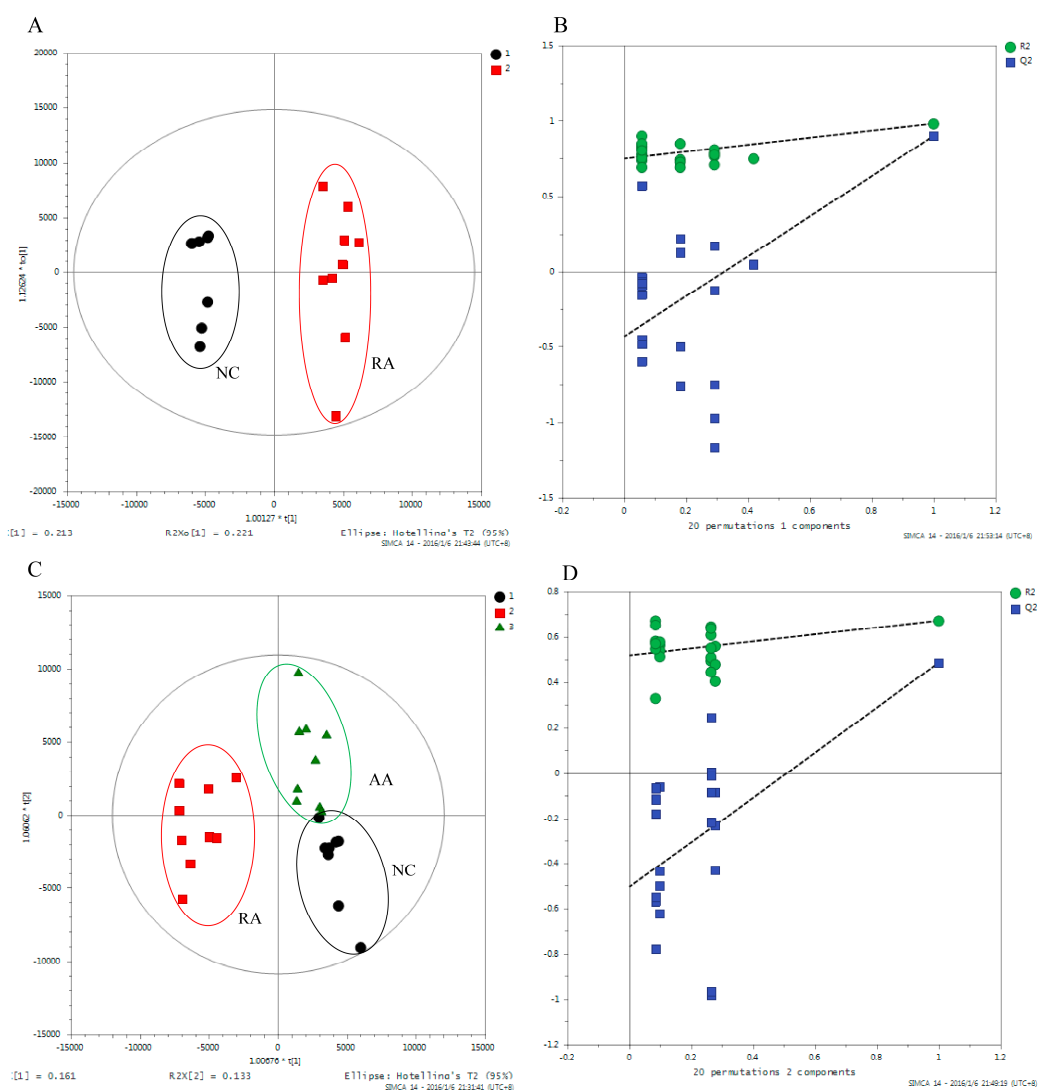 A
1
2
20000
15000
10000
5000
0
-5000
-10000
-15000
-20000
1.12624 * to[1]
NC
RA
-15000 -10000 -5000 0 5000 10000 15000
1.00127 * t[1]
[1] = 0.213 R2Xo[1] = 0.221 Ellipse: Hotelling's T2 (95%)
SIMCA 14 - 2016/1/6 21:43:44 (UTC+8)
B
R2
Q2
1.5
1
0.5
0
-0.5
-1
-1.5
0 0.2 0.4 0.6 0.8 1 1.2
20 permutations 1 components
SIMCA 14 - 2016/1/6 21:53:14 (UTC+8)
C
1
2
3
15000
10000
5000
0
-5000
-10000
-15000
1.06062 * t[2]
AA
NC
RA
-15000 -10000 -5000 0 5000 10000 15000
1.00676 * t[1]
[1] = 0.161 R2X[2] = 0.133 Ellipse: Hotelling's T2 (95%)
SIMCA 14 - 2016/1/6 21:31:41 (UTC+8)
D
R2
Q2
0.8
0.6
0.4
0.2
0
-0.2
-0.4
-0.6
-0.8
-1
-1.2
-0.2 0 0.2 0.4 0.6 0.8 1 1.2
20 permutations 2 components
SIMCA 14 - 2016/1/6 21:49:19 (UTC+8)